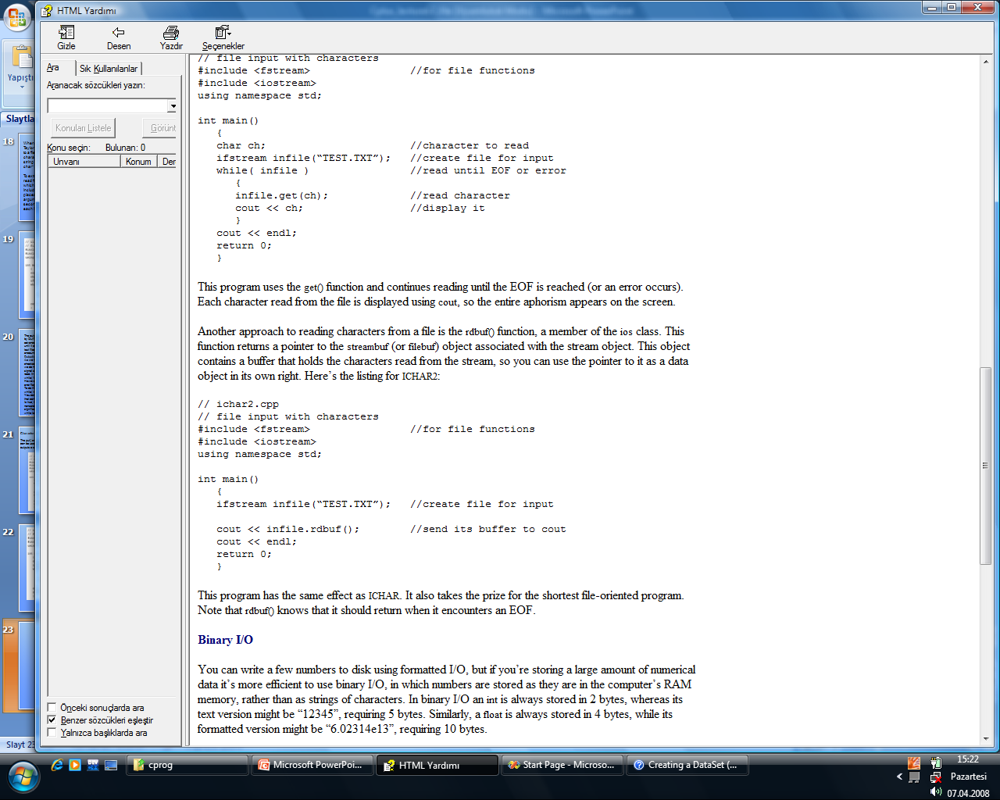 HTML Yardımı
Gizle
Desen
Yazdır
Seçenekler
Yapıştı
Ara
Sık Kullanılanlar
Aranacak sözcükleri yazın:
Konuları Listele
Görünt
Konu seçin:
Bulunan: 0
Unvanı
Konum
Der
Slaytla
18
19
20
21
22
23
Önceki sonuçlarda ara
Benzer sözcükleri eşleştir
Yalnızca başlıklarda ara
Slayt 23
// file input with characters
#include <fstream> //for file functions
#include <iostream>
using namespace std;
int main()
{
char ch; //character to read
ifstream infile(“TEST.TXT”); //create file for input
while( infile ) //read until EOF or error
{
infile.get(ch); //read character
cout << ch; //display it
}
cout << endl;
return 0;
}
This program uses the get() function and continues reading until the EOF is reached (or an error occurs).
Each character read from the file is displayed using cout, so the entire aphorism appears on the screen.
Another approach to reading characters from a file is the rdbuf() function, a member of the ios class. This
function returns a pointer to the streambuf (or filebuf) object associated with the stream object. This object
contains a buffer that holds the characters read from the stream, so you can use the pointer to it as a data
object in its own right. Here’s the listing for ICHAR2:
// ichar2.cpp
// file input with characters
#include <fstream> //for file functions
#include <iostream>
using namespace std;
int main()
{
ifstream infile(“TEST.TXT”); //create file for input
cout << infile.rdbuf(); //send its buffer to cout
cout << endl;
return 0;
}
This program has the same effect as ICHAR. It also takes the prize for the shortest file-oriented program.
Note that rdbuf() knows that it should return when it encounters an EOF.
Binary I/O
You can write a few numbers to disk using formatted I/O, but if you’re storing a large amount of numerical
data it’s more efficient to use binary I/O, in which numbers are stored as they are in the computer’s RAM
memory, rather than as strings of characters. In binary I/O an int is always stored in 2 bytes, whereas its
text version might be “12345”, requiring 5 bytes. Similarly, a float is always stored in 4 bytes, while its
formatted version might be “6.02314e13”, requiring 10 bytes.
cprog
Microsoft PowerPoi...
HTML Yardımı
Start Page - Microso...
Creating a DataSet (...
15:22
Pazartesi
07.04.2008